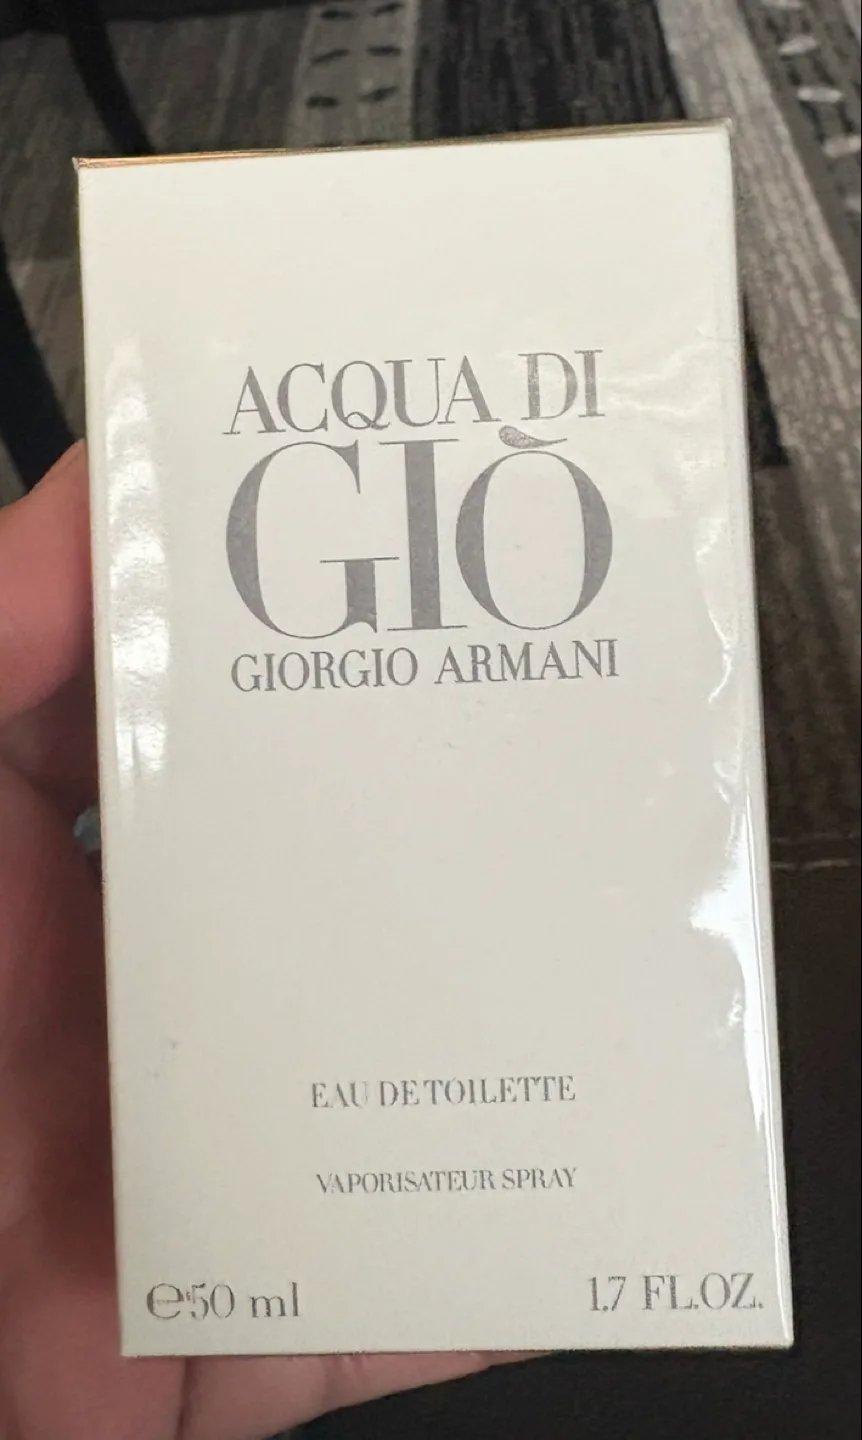 ACQUA DI
GIÒ
GIORGIO ARMANI
EAU DE TOILETTE
VAPORISATEUR SPRAY
℮50 ml
1.7 FL.OZ.